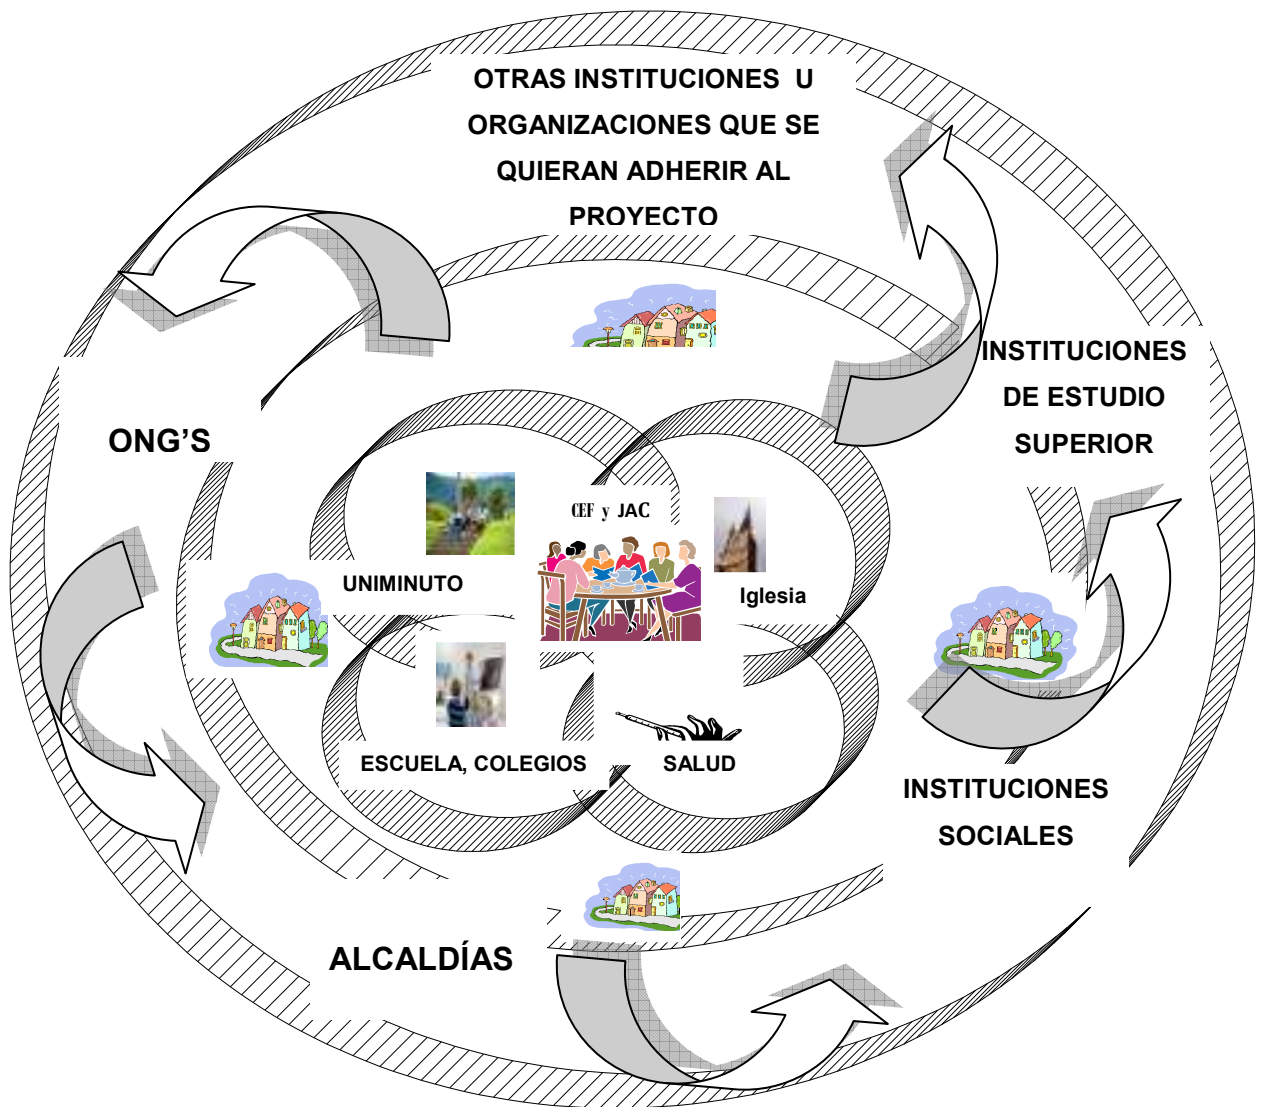 OTRAS INSTITUCIONES U
ORGANIZACIONES QUE SE
QUIERAN ADHERIR AL
PROYECTO
INSTITUCIONES
DE ESTUDIO
SUPERIOR
ONG'S
CEF y JAC
UNIMINUTO
Iglesia
ESCUELA, COLEGIOS
SALUD
INSTITUCIONES
SOCIALES
ALCALDÍAS